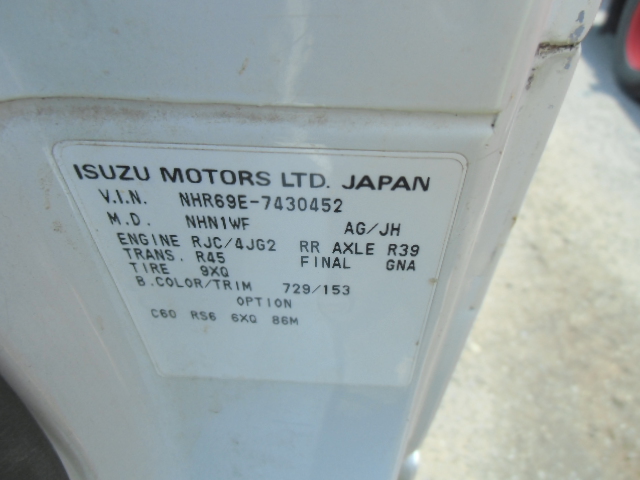 ISUZU MOTORS LTD. JAPAN
V.I.N. NHR69E-7430452
M.D. NHN1WF AG/JH
ENGINE RJC/4JG2 RR AXLE R39
TRANS. R45 FINAL GNA
TIRE 9XQ
B.COLOR/TRIM 729/153
OPTION
C60 RS6 6XQ 86M